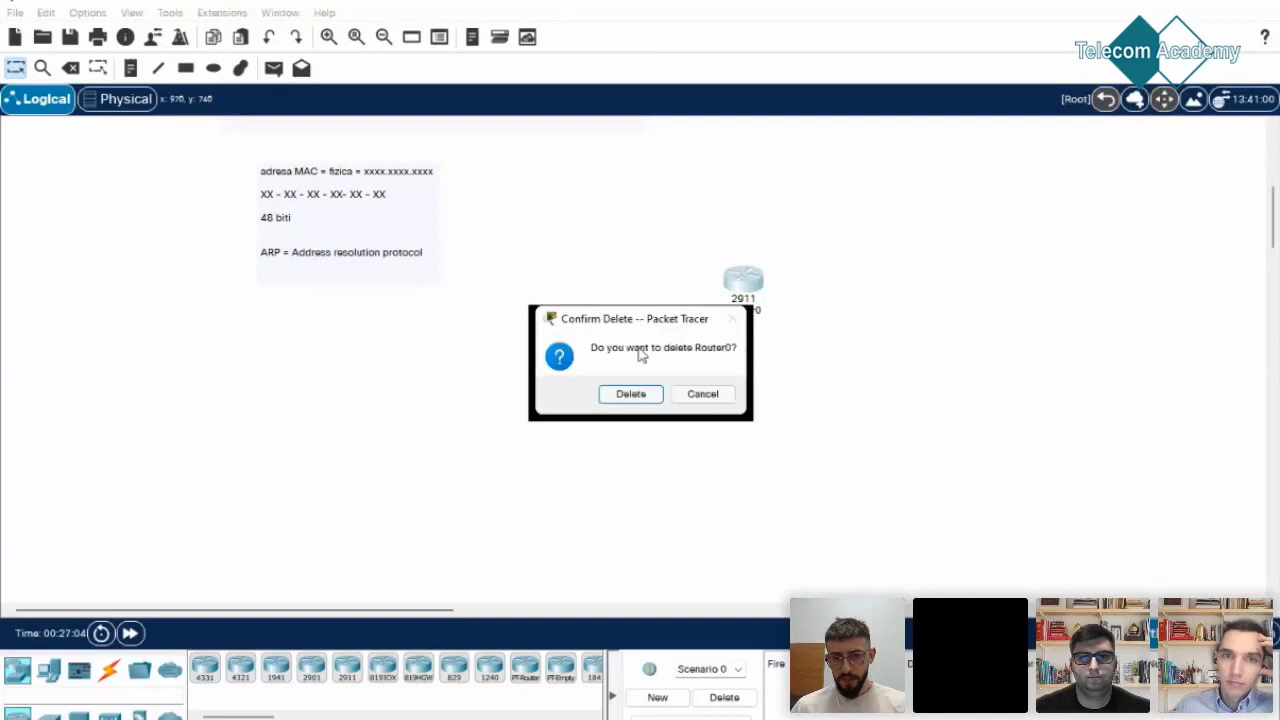 File Edit Options View Tools Extensions Window Help
?
Telecom Academy
Logical Physical x: 970, y: 740 [Root] 13:41:00
adresa MAC = fizica = xxxx.xxxx.xxxx
XX - XX - XX - XX- XX - XX
48 biti
ARP = Address resolution protocol
2911
Confirm Delete -- Packet Tracer
Do you want to delete Router0?
Delete Cancel
Time: 00:27:04
4331 4321 1941 2901 2911 819IOX 819HGW 829 1240 PT-Router PT-Empty 184
Scenario 0 Fire
New Delete